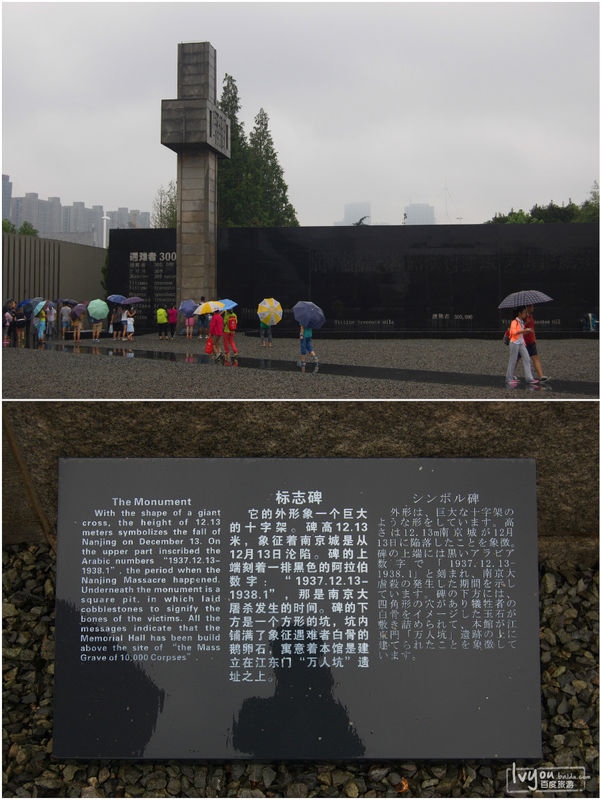 遇难者 300
遇難者 300,000
The Monument
With the shape of a giant
cross, the height of 12.13
meters symbolizes the fall of
Nanjing on December 13. On
the upper part inscribed the
Arabic numbers "1937.12.13-
1938.1", the period when the
Nanjing Massacre happened.
Underneath the monument is a
square pit, in which laid
cobblestones to signify the
bones of the victims. All the
messages indicate that the
Memorial Hall has been build
above the site of "the Mass
Grave of 10,000 Corpses".
标志碑
它的外形象一个巨大
的十字架。碑高12.13
米，象征着南京城是从
12月13日沦陷。碑的上
端刻着一排黑色的阿拉伯
数字：“1937.12.13-
1938.1”，那是南京大
屠杀发生的时间。碑的下
方是一个方形的坑，坑内
铺满了象征遇难者白骨的
鹅卵石，寓意着本馆是建
立在江东门“万人坑”遗
址之上。
シンボル碑
外形は、巨大な十字架の
ような形をしています。高
さは12.13m南京城が12月
13日に陥落したことを象徴。
碑の上端には黒いアラビア
数字で「1937.12.13-
1938.1」と刻まれ、南京大
虐殺の発生した期間を示し
ています。碑の下方には、
四角形の穴があり犠牲者の
白骨をイメージした玉石が
敷き詰められて、本館が江
東門「万人坑」遺跡の上に
建てられたことを象徴して
います。
lvyou.baidu.com
百度旅游